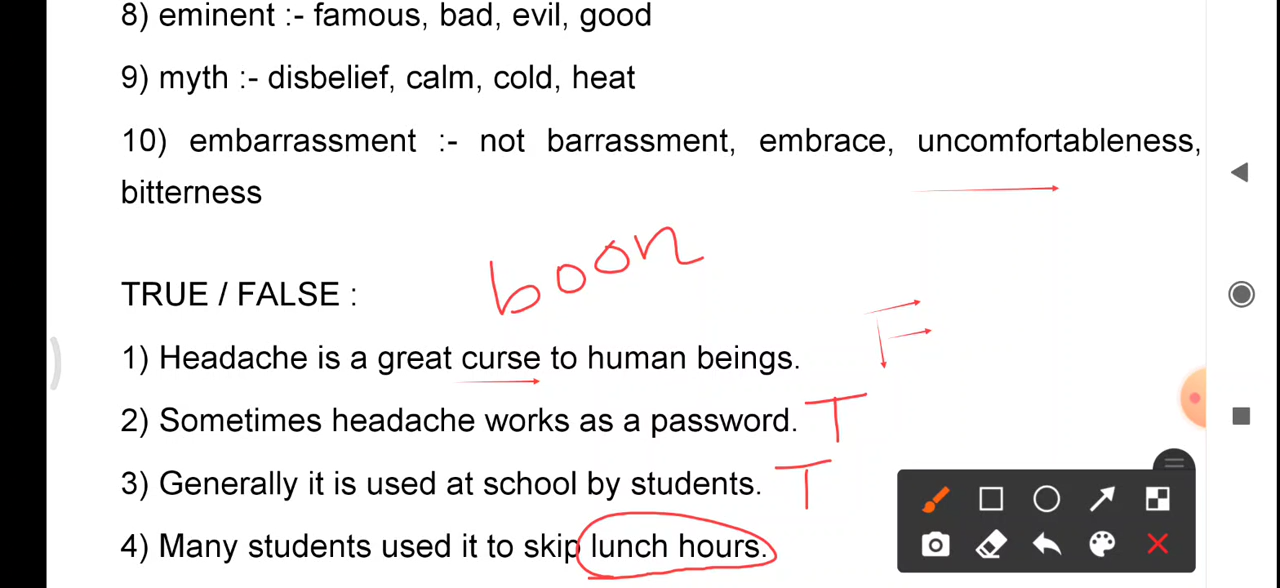 8) eminent :- famous, bad, evil, good
9) myth :- disbelief, calm, cold, heat
10) embarrassment :- not barrassment, embrace, uncomfortableness,
bitterness
boon
TRUE / FALSE :
1) Headache is a great curse to human beings. F
2) Sometimes headache works as a password. T
3) Generally it is used at school by students. T
4) Many students used it to skip lunch hours.